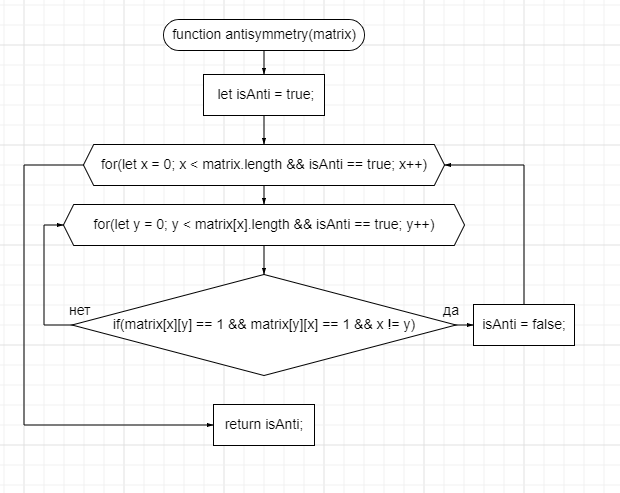 function antisymmetry(matrix)
let isAnti = true;
for(let x = 0; x < matrix.length && isAnti == true; x++)
for(let y = 0; y < matrix[x].length && isAnti == true; y++)
нет
да
if(matrix[x][y] == 1 && matrix[y][x] == 1 && x != y)
isAnti = false;
return isAnti;